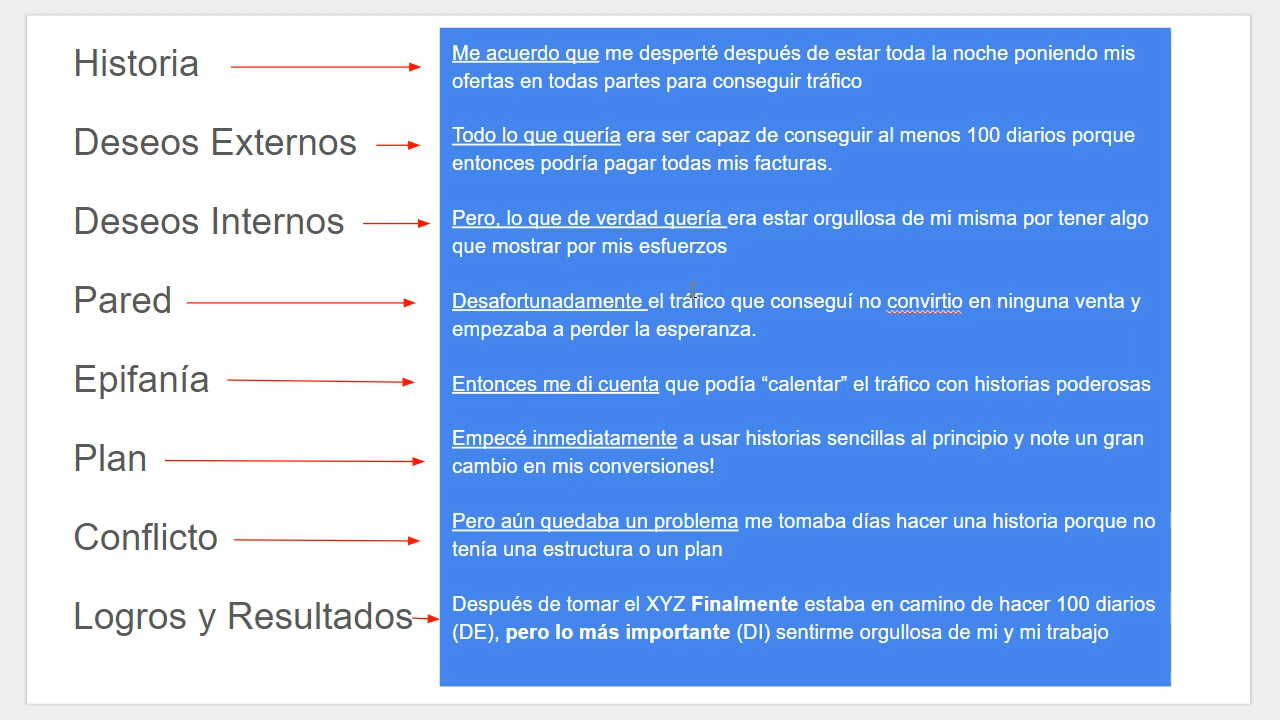 Historia
Me acuerdo que me desperté después de estar toda la noche poniendo mis
ofertas en todas partes para conseguir tráfico
Deseos Externos
Todo lo que quería era ser capaz de conseguir al menos 100 diarios porque
entonces podría pagar todas mis facturas.
Deseos Internos
Pero, lo que de verdad quería era estar orgullosa de mi misma por tener algo
que mostrar por mis esfuerzos
Pared
Desafortunadamente el tráfico que conseguí no convirtio en ninguna venta y
empezaba a perder la esperanza.
Epifanía
Entonces me di cuenta que podía “calentar” el tráfico con historias poderosas
Plan
Empecé inmediatamente a usar historias sencillas al principio y note un gran
cambio en mis conversiones!
Conflicto
Pero aún quedaba un problema me tomaba días hacer una historia porque no
tenía una estructura o un plan
Logros y Resultados
Después de tomar el XYZ Finalmente estaba en camino de hacer 100 diarios
(DE), pero lo más importante (DI) sentirme orgullosa de mi y mi trabajo